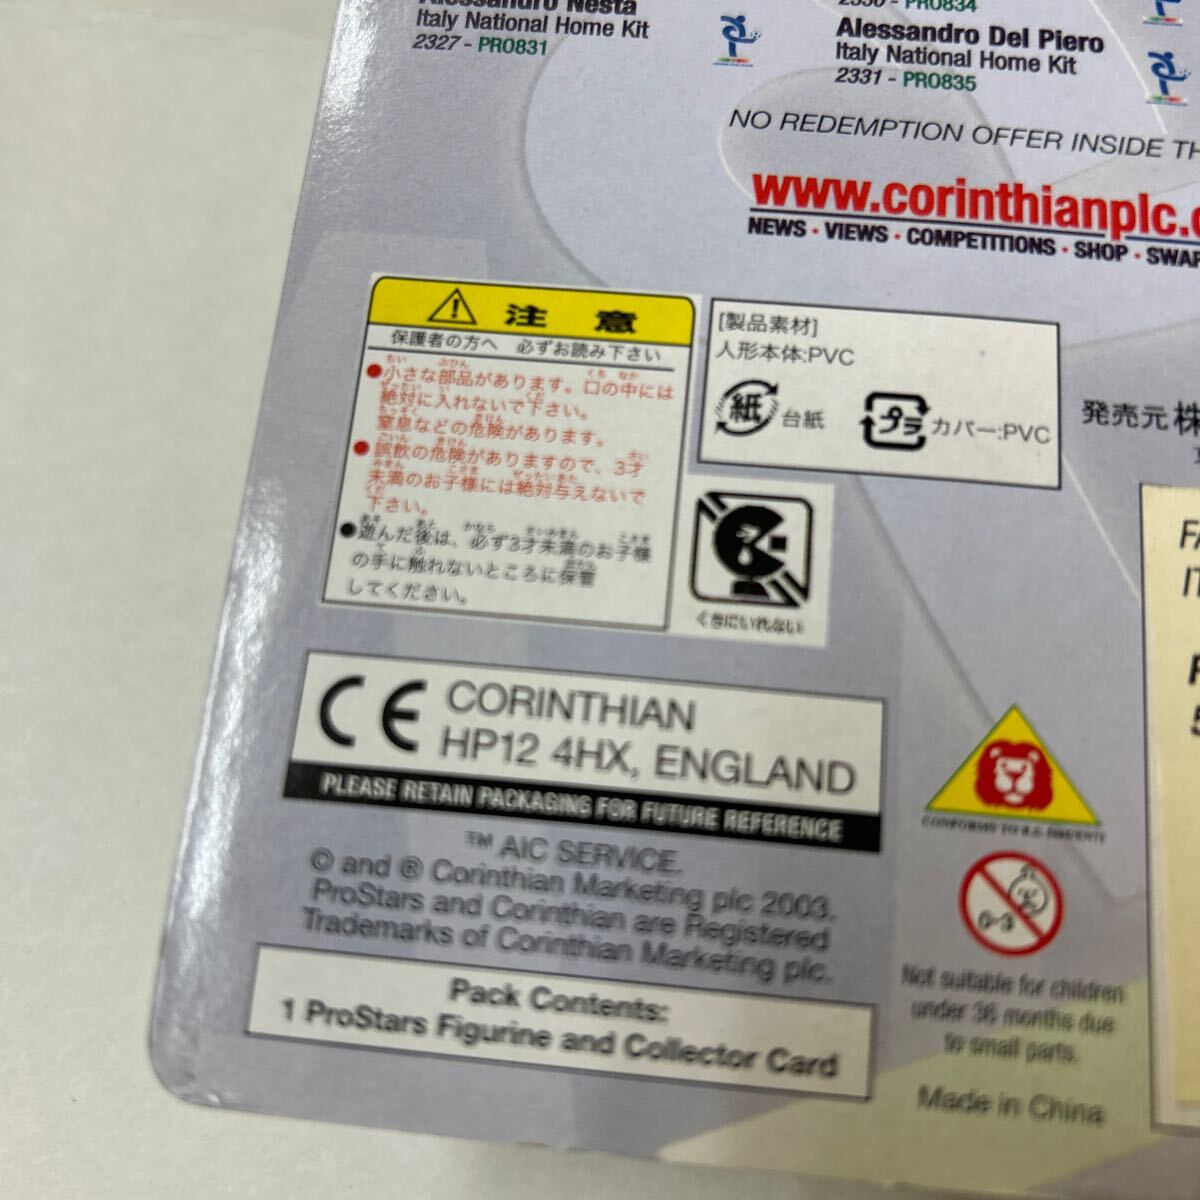 Alessandro Nesta
Italy National Home Kit
2327 - PRO831
2330 - PRO834
Alessandro Del Piero
Italy National Home Kit
2331 - PRO835
NO REDEMPTION OFFER INSIDE
www.corinthianplc.
NEWS · VIEWS · COMPETITIONS · SHOP ·
注 意
保護者の方へ 必ずお読み下さい
●小さな部品があります。口の中には
絶対に入れないで下さい。
窒息などの危険があります。
●誤飲の危険がありますので、3才
未満のお子様には絶対与えないで
下さい。
●遊んだ後は、必ず3才未満のお子様
の手に触れないところに保管
してください。
[製品素材]
人形本体:PVC
紙 台紙
プラ カバー:PVC
発売元 株
くちにいれない
CE CORINTHIAN
HP12 4HX, ENGLAND
PLEASE RETAIN PACKAGING FOR FUTURE REFERENCE
™ AIC SERVICE.
© and ® Corinthian Marketing plc 2003.
ProStars and Corinthian are Registered
Trademarks of Corinthian Marketing plc.
Pack Contents:
1 ProStars Figurine and Collector Card
0-3
Not suitable for children
under 36 months due
to small parts.
Made in China